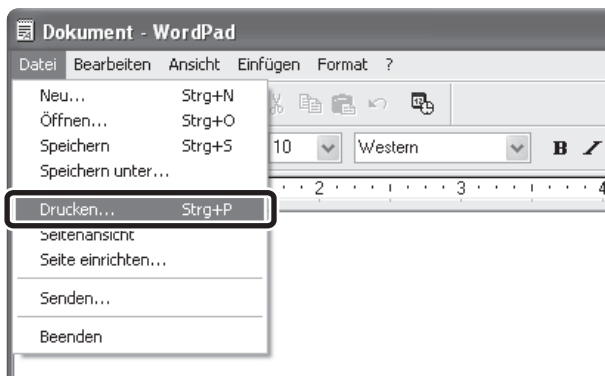 Dokument - WordPad
Datei Bearbeiten Ansicht Einfügen Format ?
Neu... Strg+N
Öffnen... Strg+O
Speichern Strg+S
10 Western B I
Speichern unter...
2 3 4
Drucken... Strg+P
Seitenansicht
Seite einrichten...
Senden...
Beenden